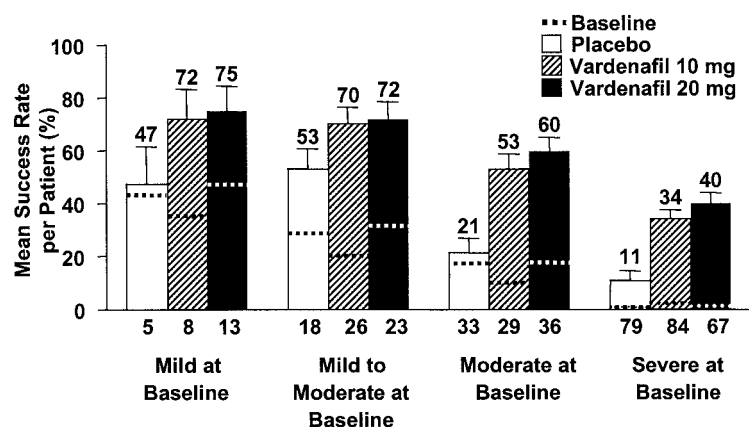 Baseline
Placebo
Vardenafil 10 mg
Vardenafil 20 mg
Mean Success Rate
per Patient (%)
100
80
60
40
20
0
47 72 75
53 70 72
21 53 60
11 34 40
5 8 13 18 26 23 33 29 36 79 84 67
Mild at
Baseline
Mild to
Moderate at
Baseline
Moderate at
Baseline
Severe at
Baseline